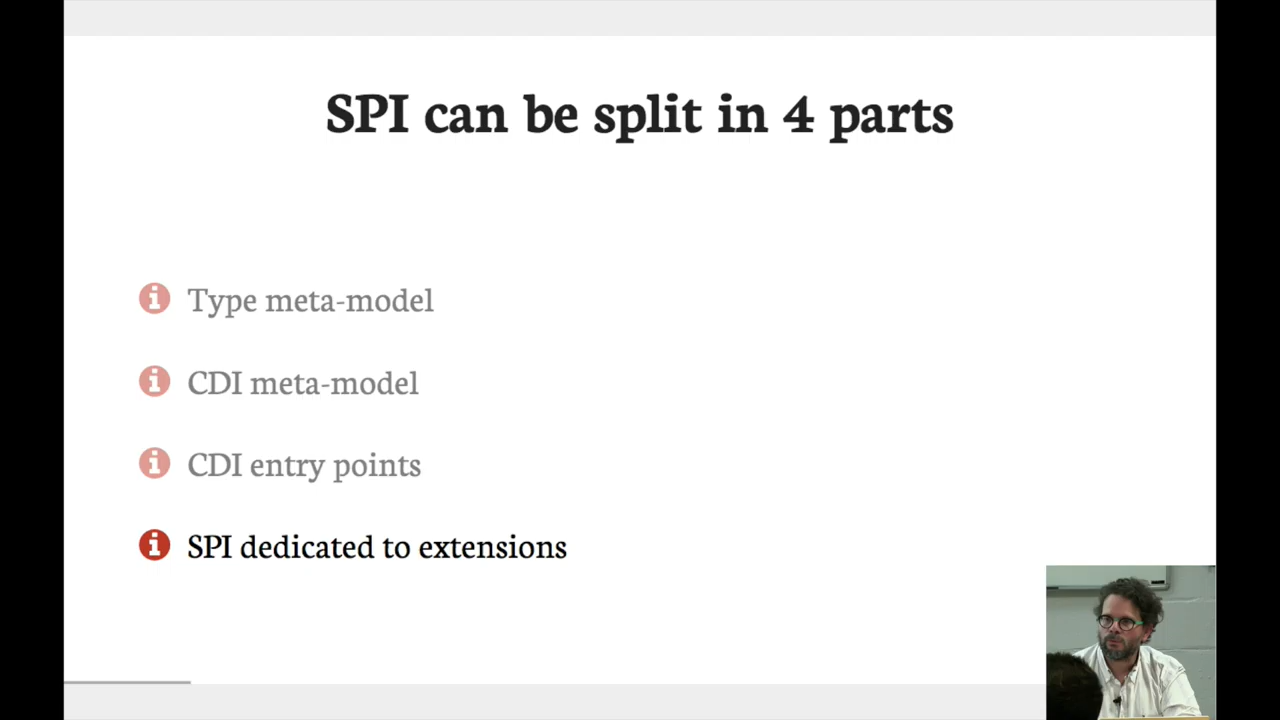 SPI can be split in 4 parts
Type meta-model
CDI meta-model
CDI entry points
SPI dedicated to extensions